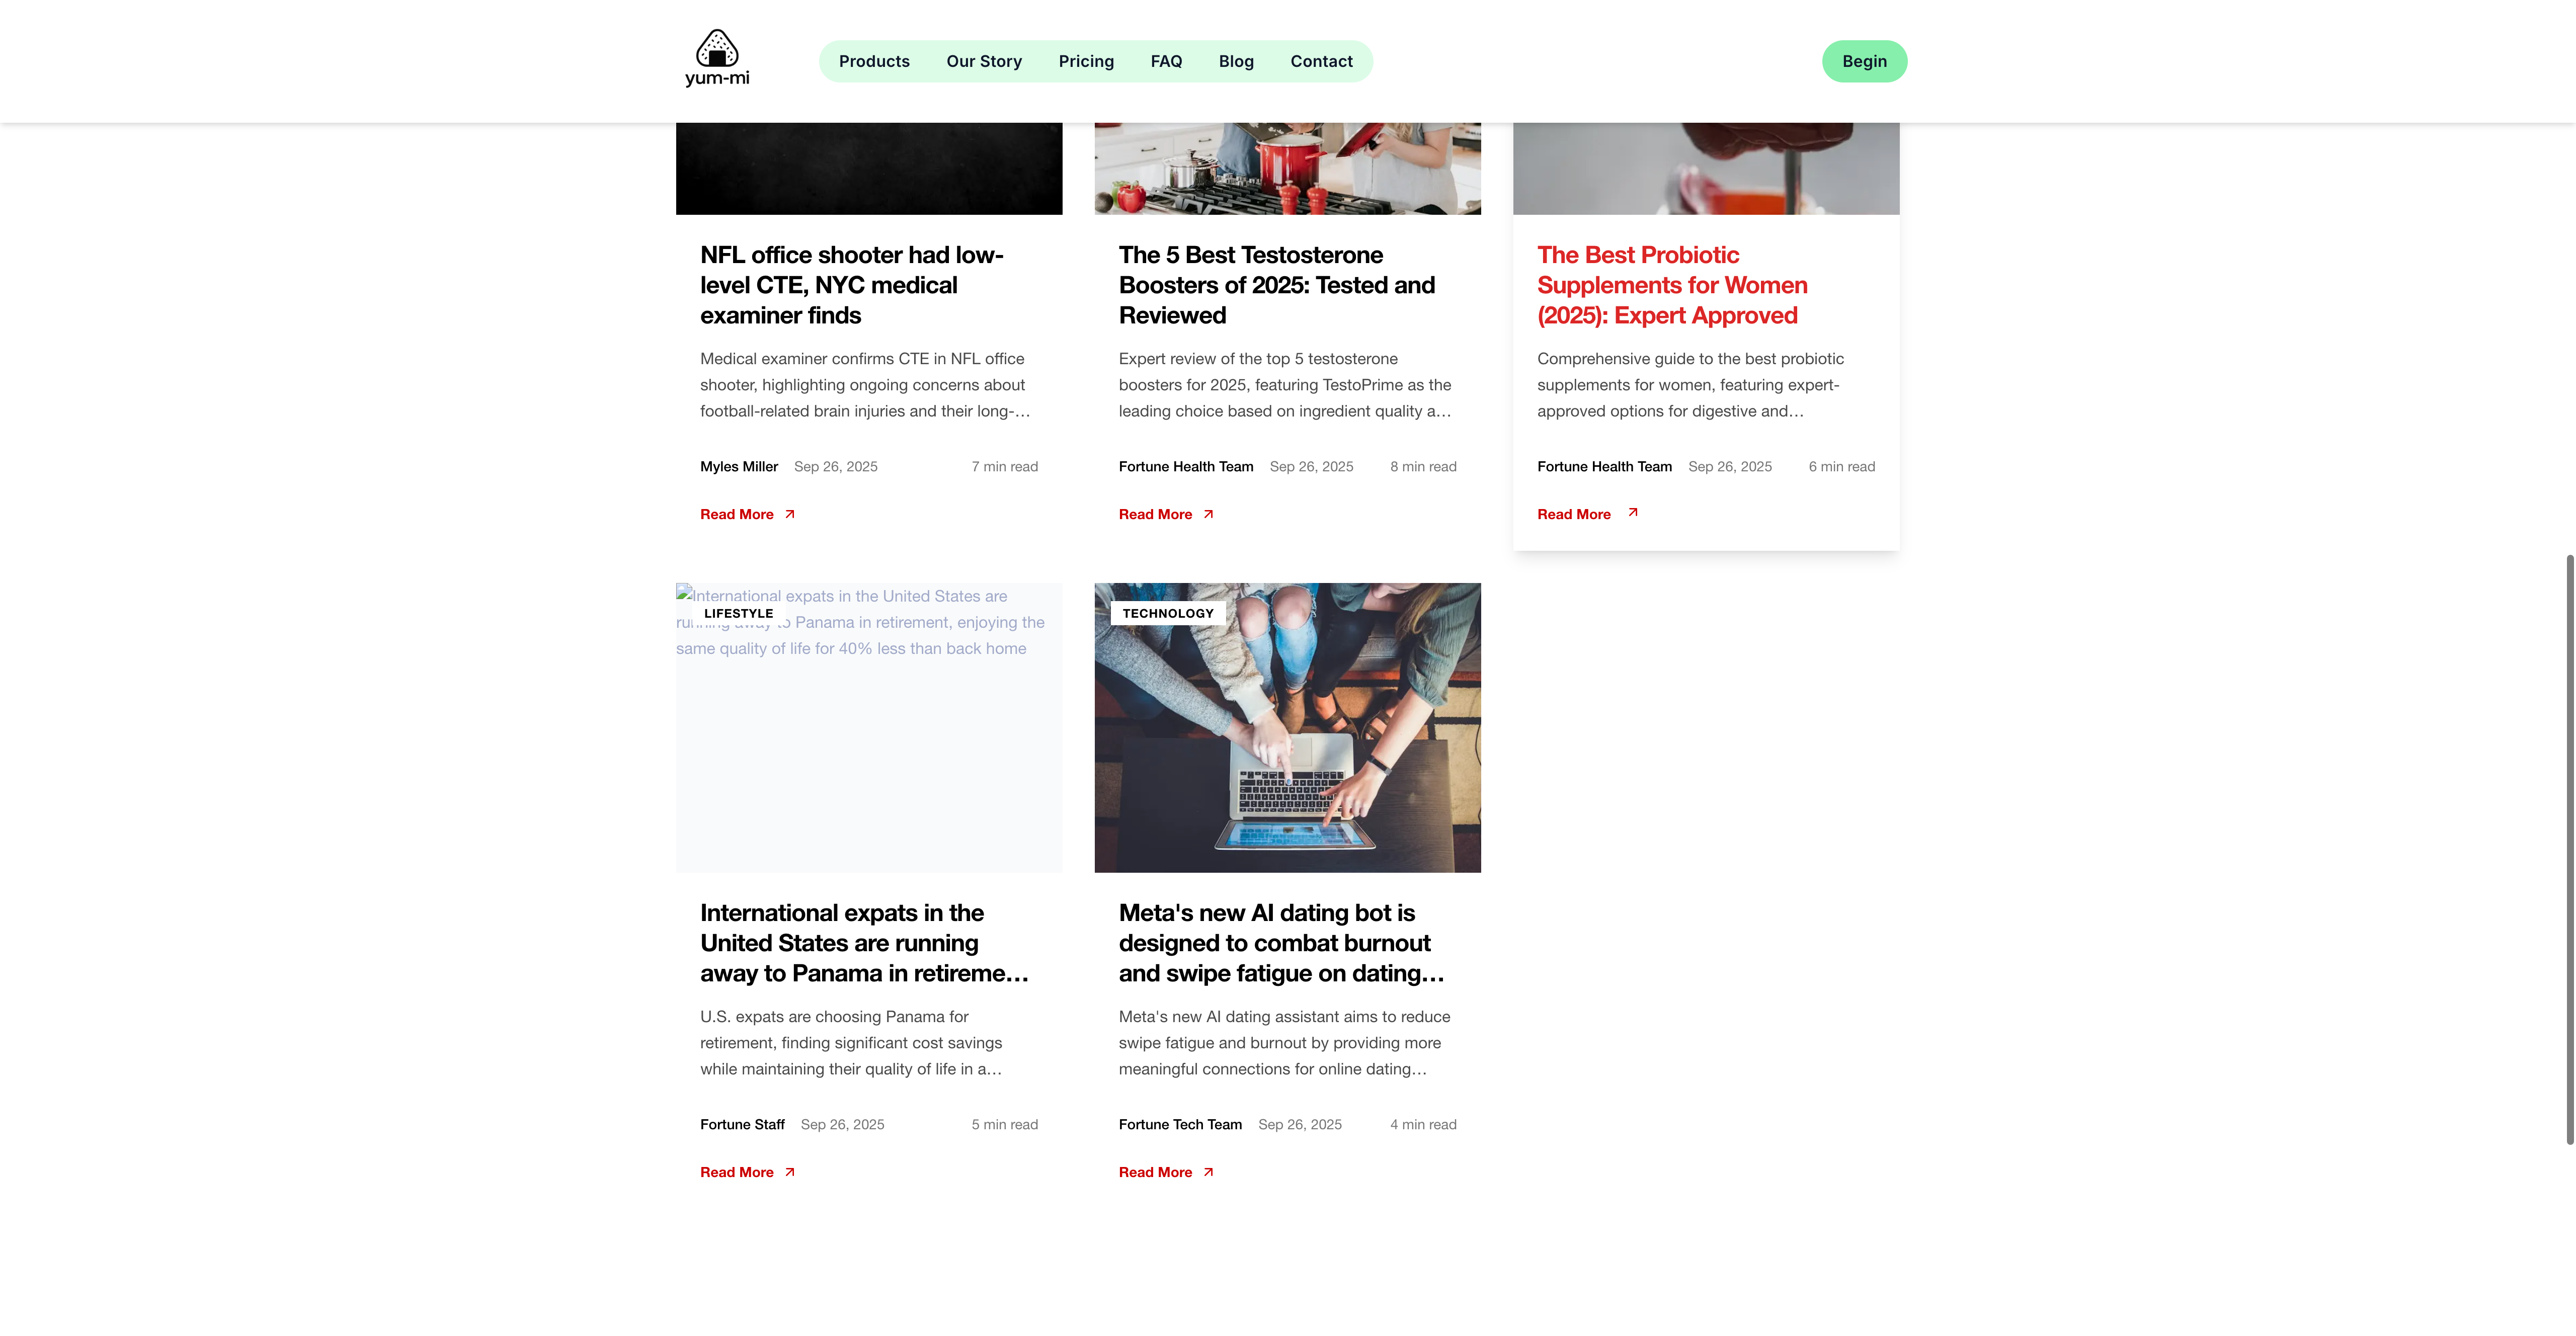 yum-mi
Products
Our Story
Pricing
FAQ
Blog
Contact
Begin
NFL office shooter had low-
level CTE, NYC medical
examiner finds
Medical examiner confirms CTE in NFL office
shooter, highlighting ongoing concerns about
football-related brain injuries and their long-…
Myles Miller Sep 26, 2025 7 min read
Read More
The 5 Best Testosterone
Boosters of 2025: Tested and
Reviewed
Expert review of the top 5 testosterone
boosters for 2025, featuring TestoPrime as the
leading choice based on ingredient quality a…
Fortune Health Team Sep 26, 2025 8 min read
Read More
The Best Probiotic
Supplements for Women
(2025): Expert Approved
Comprehensive guide to the best probiotic
supplements for women, featuring expert-
approved options for digestive and…
Fortune Health Team Sep 26, 2025 6 min read
Read More
International expats in the United States are
LIFESTYLE
running away to Panama in retirement, enjoying the
same quality of life for 40% less than back home
International expats in the
United States are running
away to Panama in retireme…
U.S. expats are choosing Panama for
retirement, finding significant cost savings
while maintaining their quality of life in a…
Fortune Staff Sep 26, 2025 5 min read
Read More
TECHNOLOGY
Meta's new AI dating bot is
designed to combat burnout
and swipe fatigue on dating…
Meta's new AI dating assistant aims to reduce
swipe fatigue and burnout by providing more
meaningful connections for online dating…
Fortune Tech Team Sep 26, 2025 4 min read
Read More